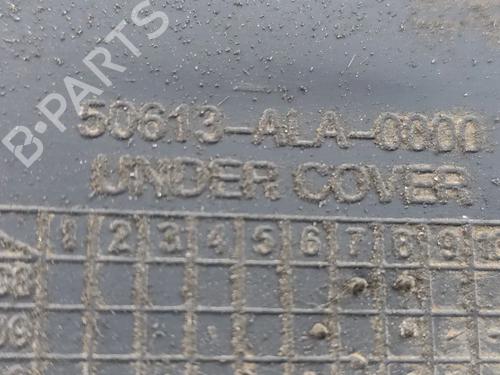 50613-ALA-0000
UNDER COVER
1 2 3 4 5 6 7 8 9
B-PARTS